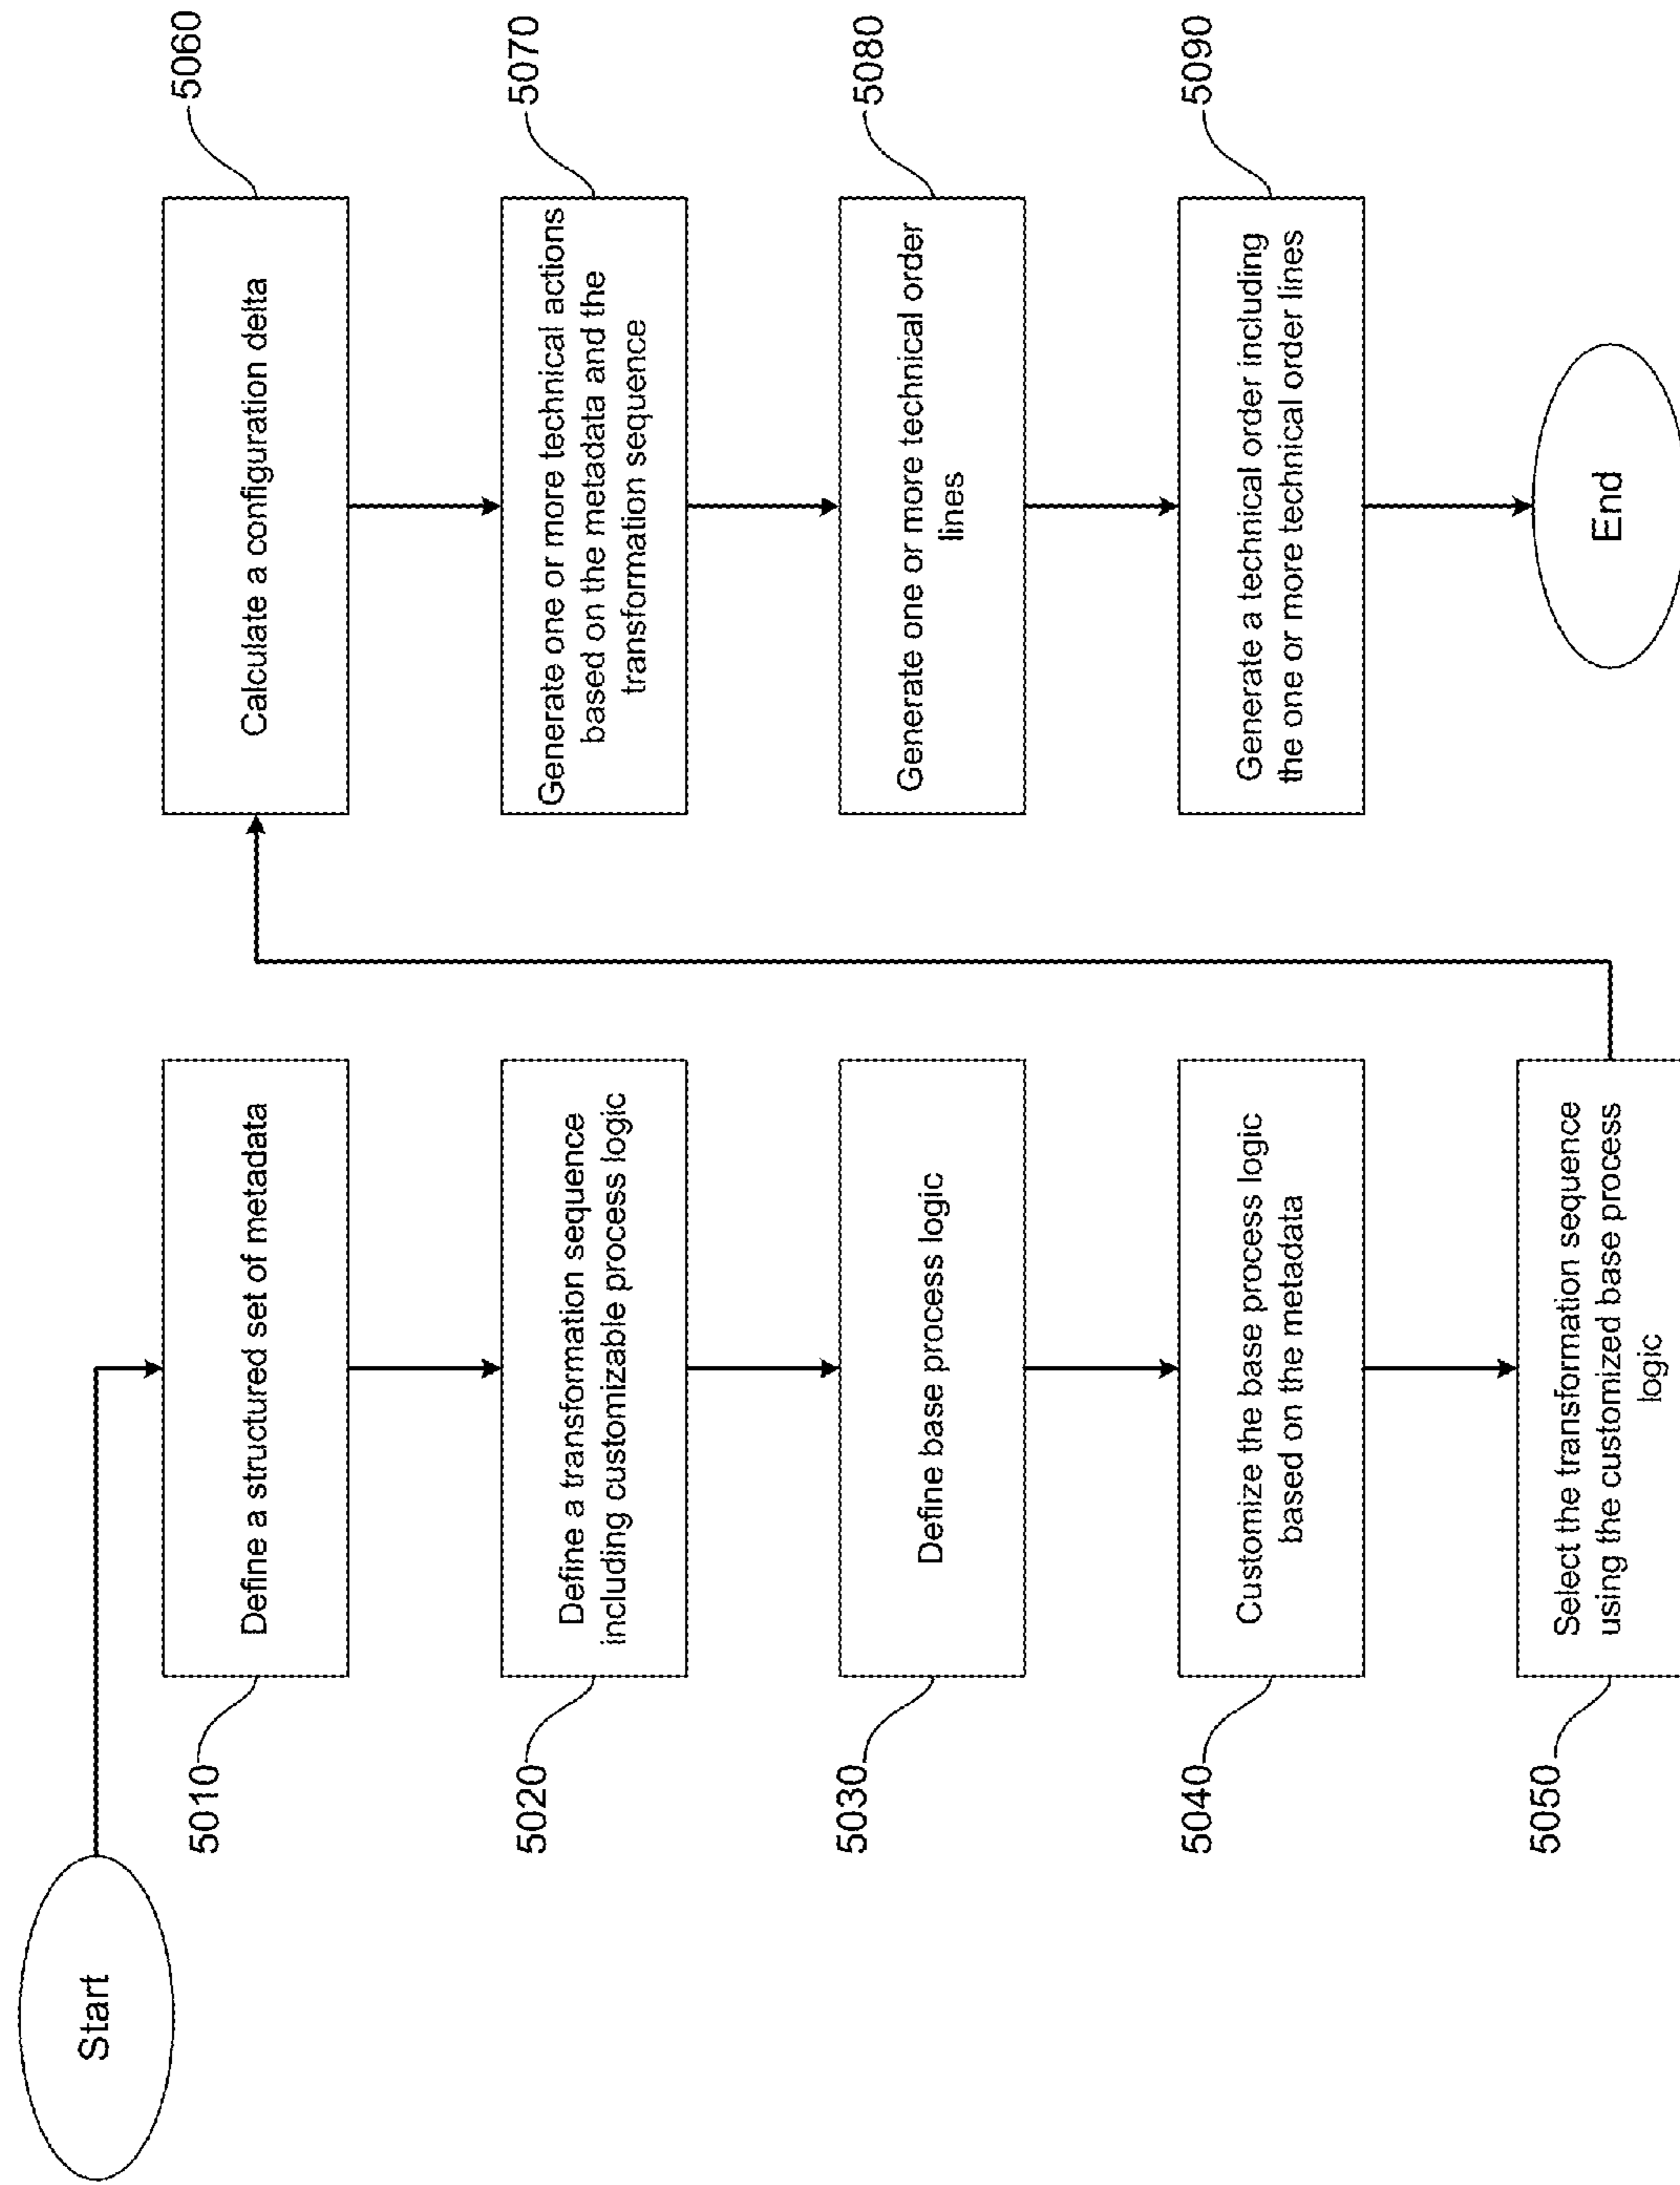 Start
5010
Define a structured set of metadata
5020
Define a transformation sequence
including customizable process logic
5030
Define base process logic
5040
Customize the base process logic
based on the metadata
5050
Select the transformation sequence
using the customized base process
logic
5060
Calculate a configuration delta
5070
Generate one or more technical actions
based on the metadata and the
transformation sequence
5080
Generate one or more technical order
lines
5090
Generate a technical order including
the one or more technical order lines
End